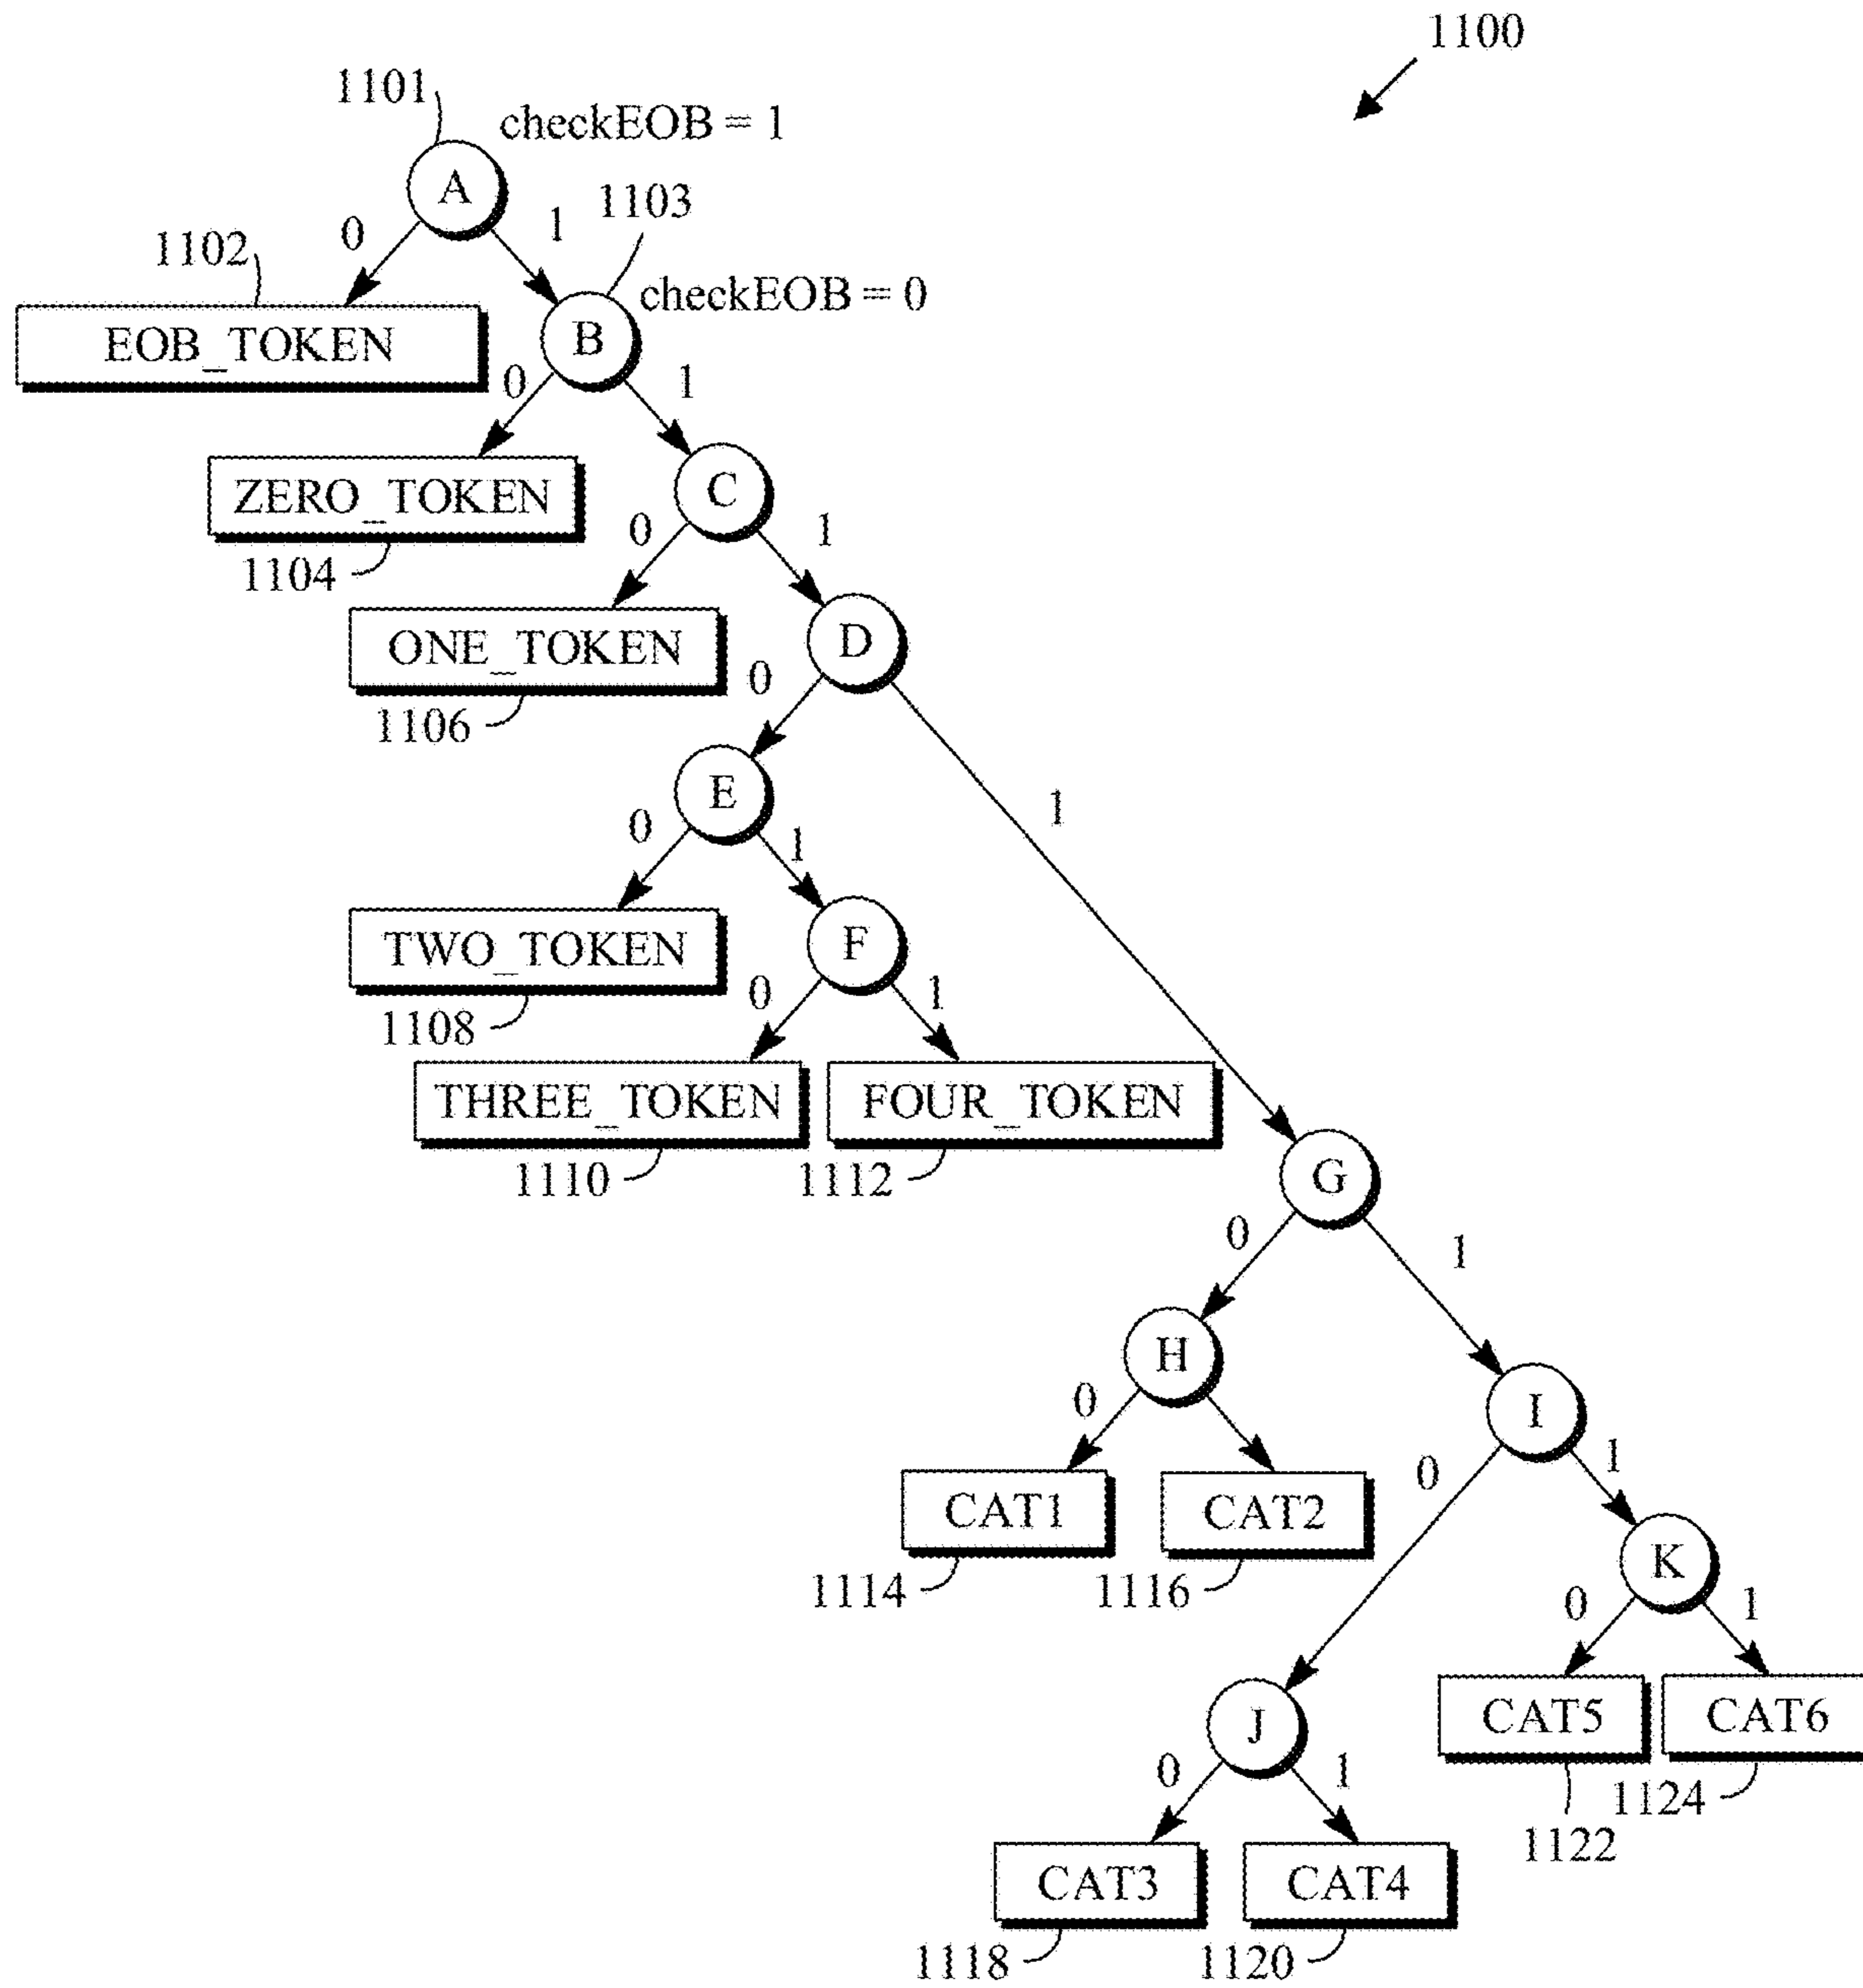 1100
1101
checkEOB = 1
A
1103
0
1
1102
checkEOB = 0
EOB_TOKEN
B
0
1
ZERO_TOKEN
C
1104
0
1
ONE_TOKEN
D
1106
0
1
E
0
1
TWO_TOKEN
F
1108
0
1
THREE_TOKEN
FOUR_TOKEN
1110
1112
G
0
1
H
I
0
0
1
CAT1
CAT2
K
1114
1116
0
1
J
CAT5
CAT6
0
1
1124
1122
CAT3
CAT4
1118
1120